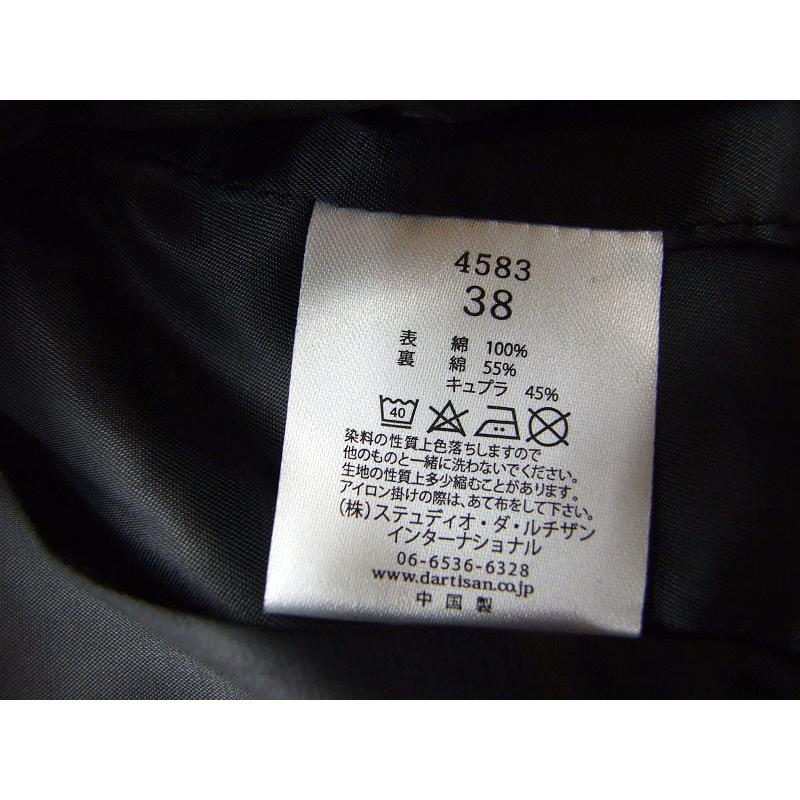 4583
38
表 綿 100%
裏 綿 55%
キュプラ 45%
40
染料の性質上色落ちしますので
他のものと一緒に洗わないでください。
生地の性質上多少縮むことがあります。
アイロン掛けの際は、あて布をして下さい。
(株)ステュディオ・ダ・ルチザン
インターナショナル
06-6536-6328
www.dartisan.co.jp
中国製